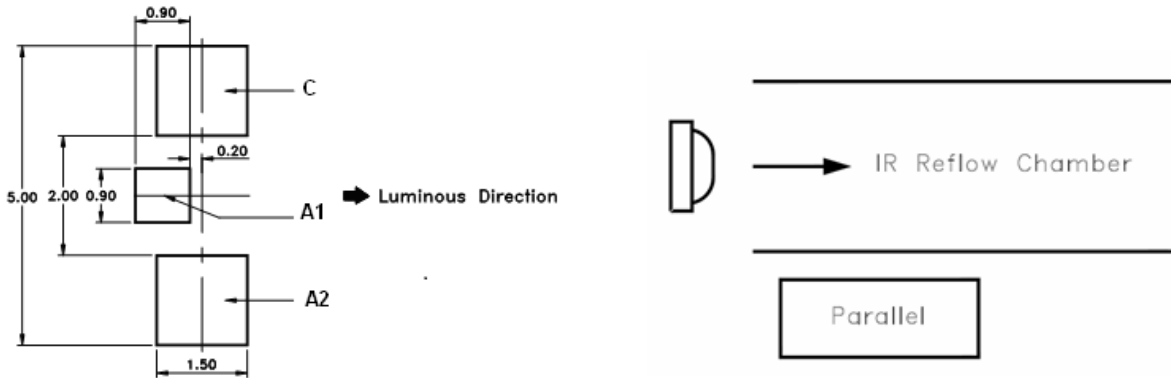 0.90
C
0.20
5.00 2.00 0.90
Luminous Direction
A1
A2
1.50
IR Reflow Chamber
Parallel